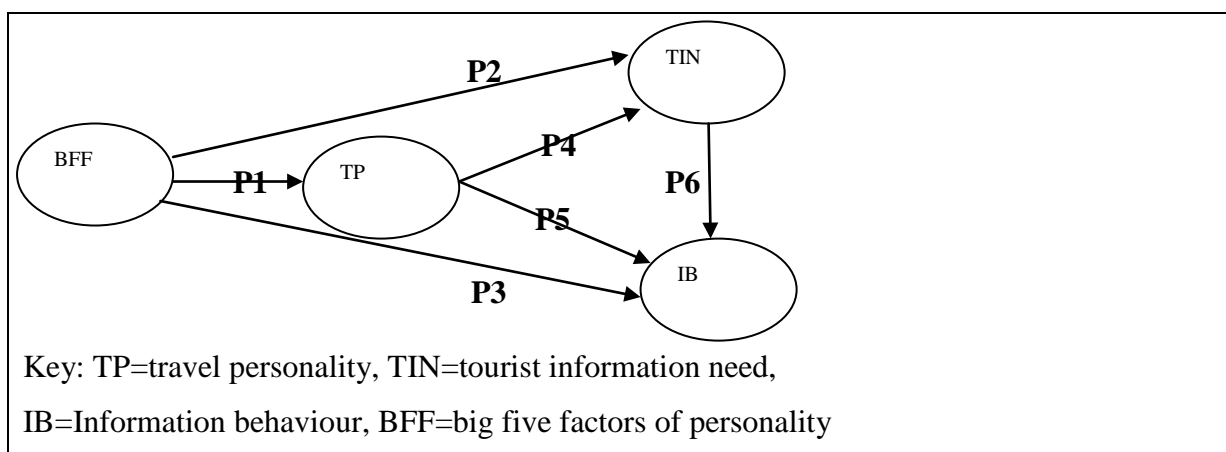 TIN
P2
BFF
P4
P1
TP
P6
P5
IB
P3
Key: TP=travel personality, TIN=tourist information need,
IB=Information behaviour, BFF=big five factors of personality